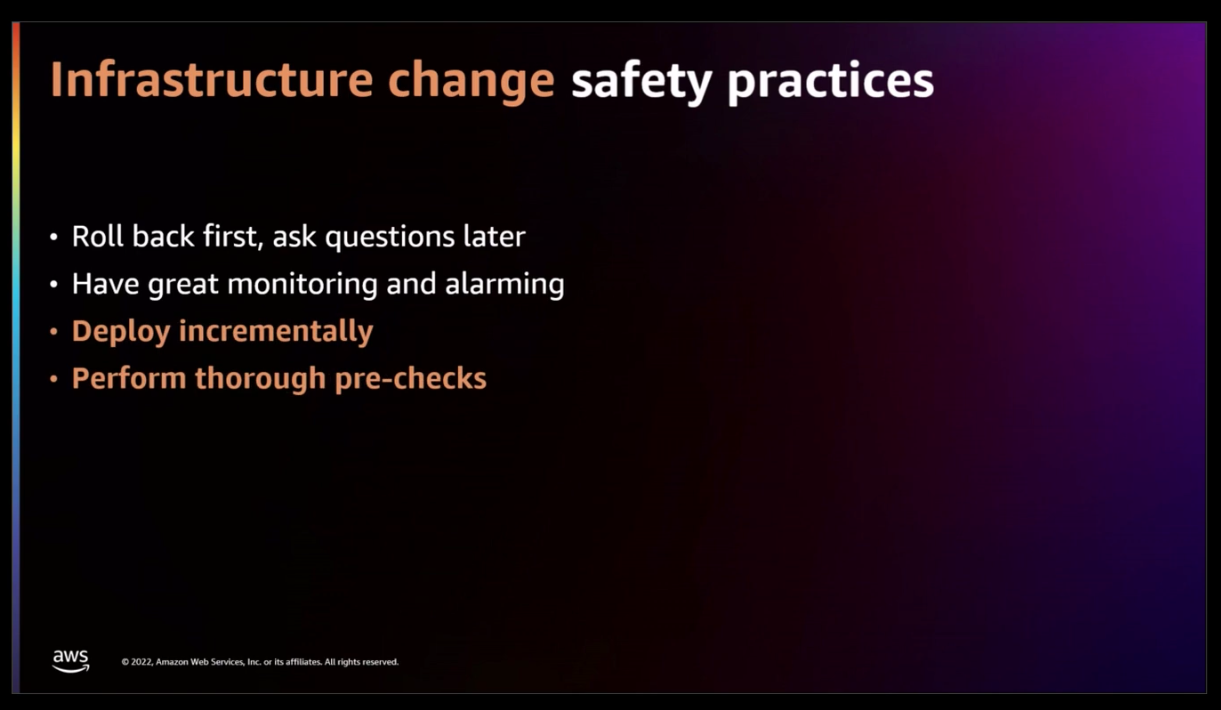 Infrastructure change safety practices
• Roll back first, ask questions later
• Have great monitoring and alarming
• Deploy incrementally
• Perform thorough pre-checks
aws
© 2022, Amazon Web Services, Inc. or its affiliates. All rights reserved.